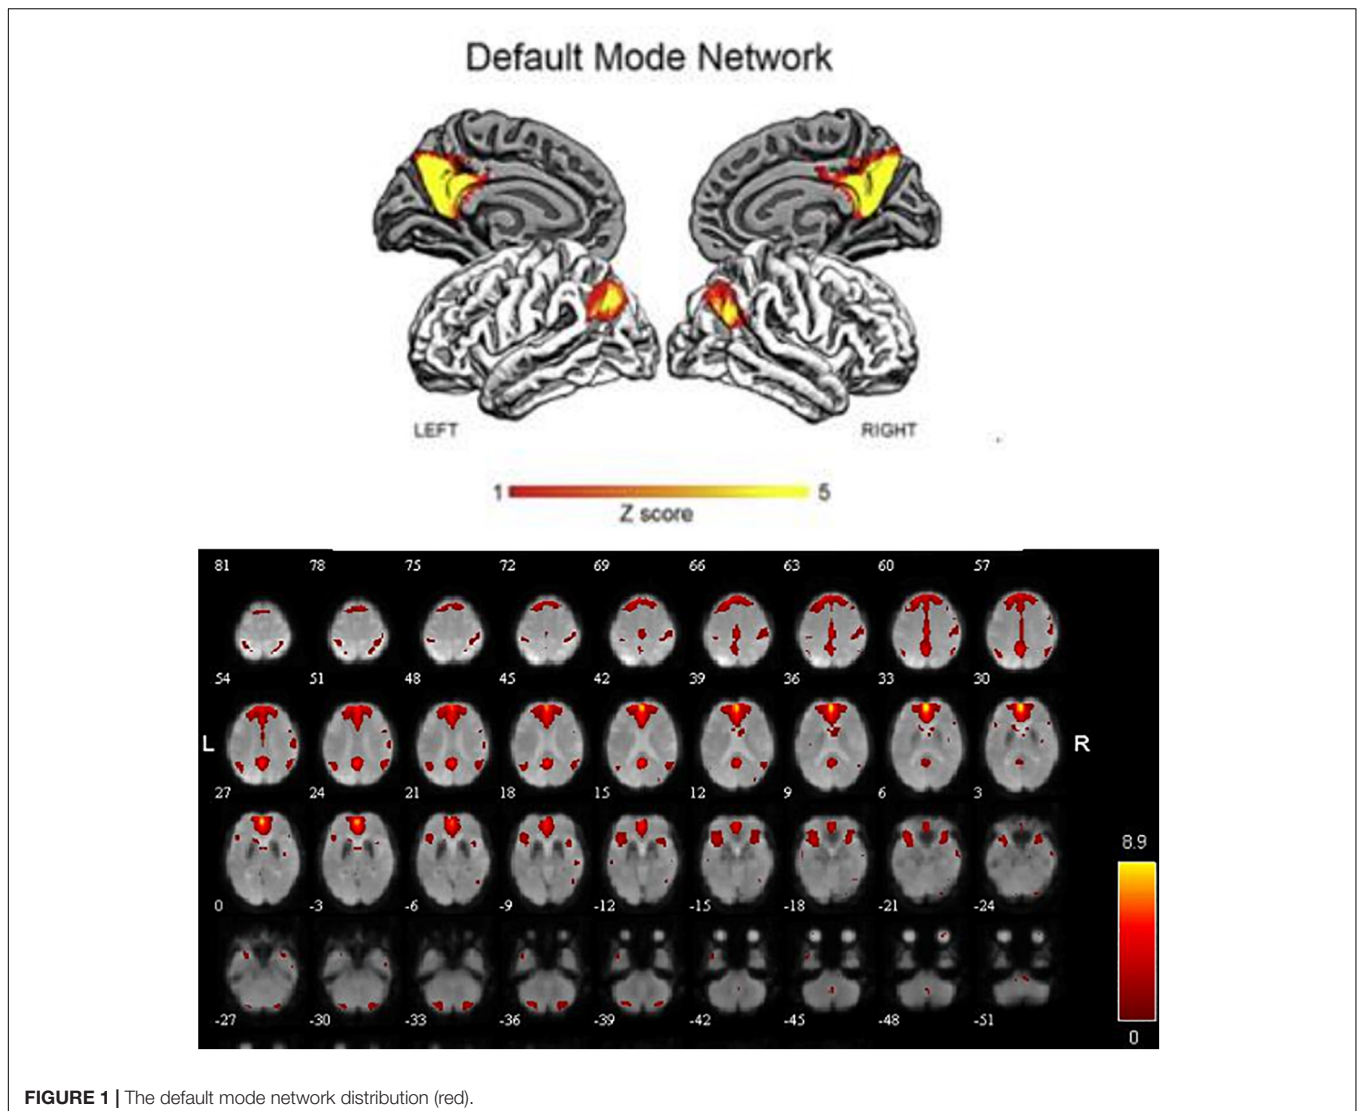 Default Mode Network
LEFT RIGHT
1 5
Z score
81 78 75 72 69 66 63 60 57
54 51 48 45 42 39 36 33 30
L R
27 24 21 18 15 12 9 6 3
8.9
0 -3 -6 -9 -12 -15 -18 -21 -24
-27 -30 -33 -36 -39 -42 -45 -48 -51
0
FIGURE 1 | The default mode network distribution (red).